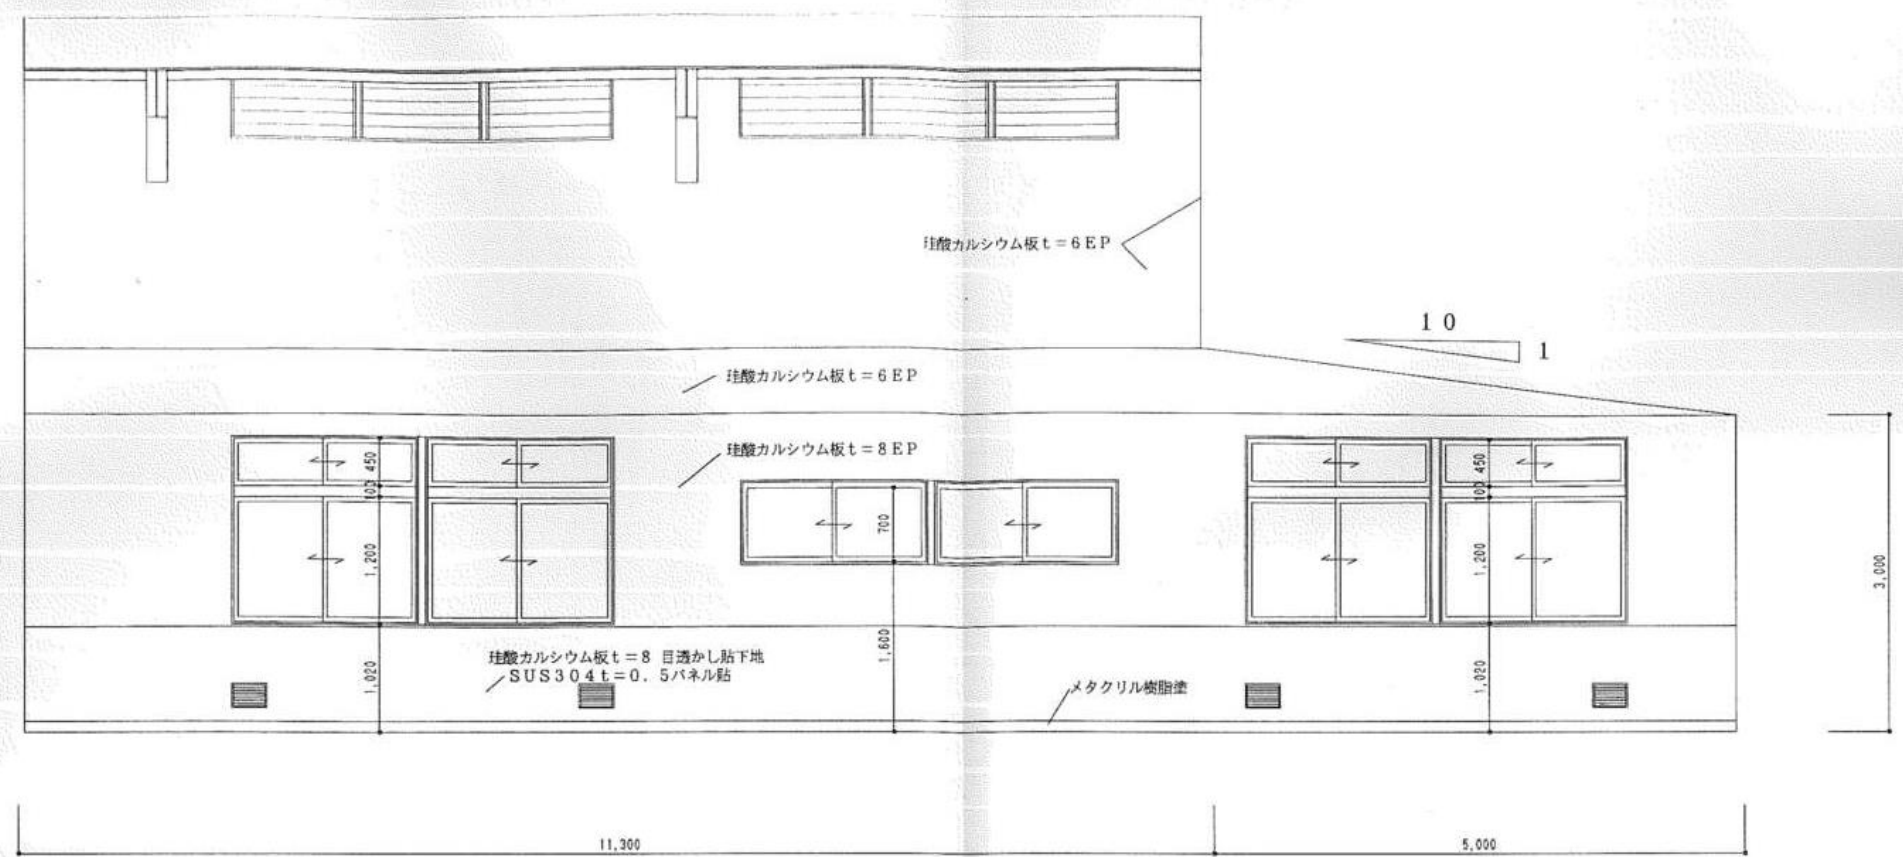 珪酸カルシウム板t=6EP
10
1
珪酸カルシウム板t=6EP
珪酸カルシウム板t=8EP
450
100
1,200
1,020
700
1,600
450
100
1,200
1,020
3,000
珪酸カルシウム板t=8 目透かし貼下地
SUS304t=0.5パネル貼
メタクリル樹脂塗
11,300
5,000